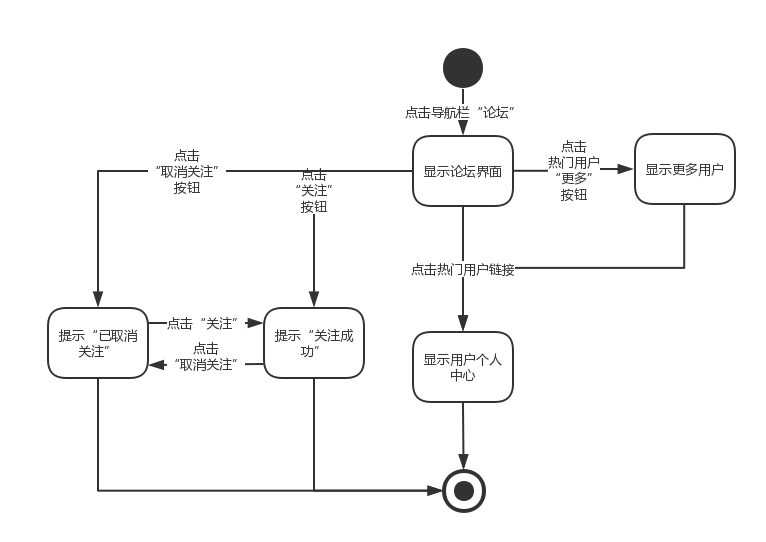 点击导航栏“论坛”
点击
“取消关注”
按钮
点击
“关注”
按钮
显示论坛界面
点击
热门用户
“更多”
按钮
显示更多用户
点击热门用户链接
提示“已取消
关注”
点击“关注”
点击
“取消关注”
提示“关注成
功”
显示用户个人
中心